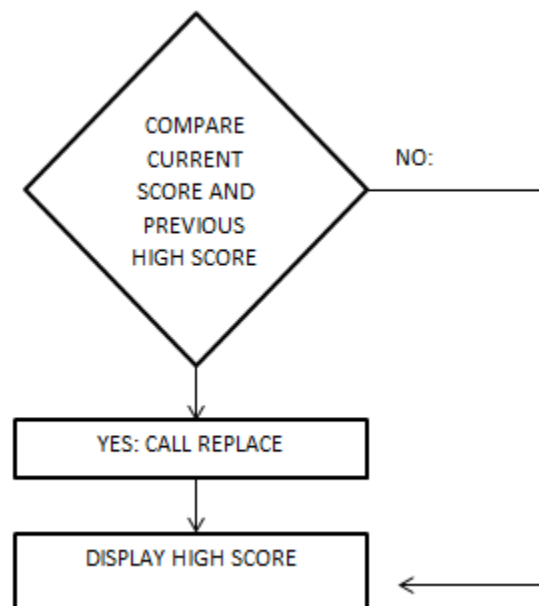 COMPARE
CURRENT
SCORE AND
PREVIOUS
HIGH SCORE
NO:
YES: CALL REPLACE
DISPLAY HIGH SCORE